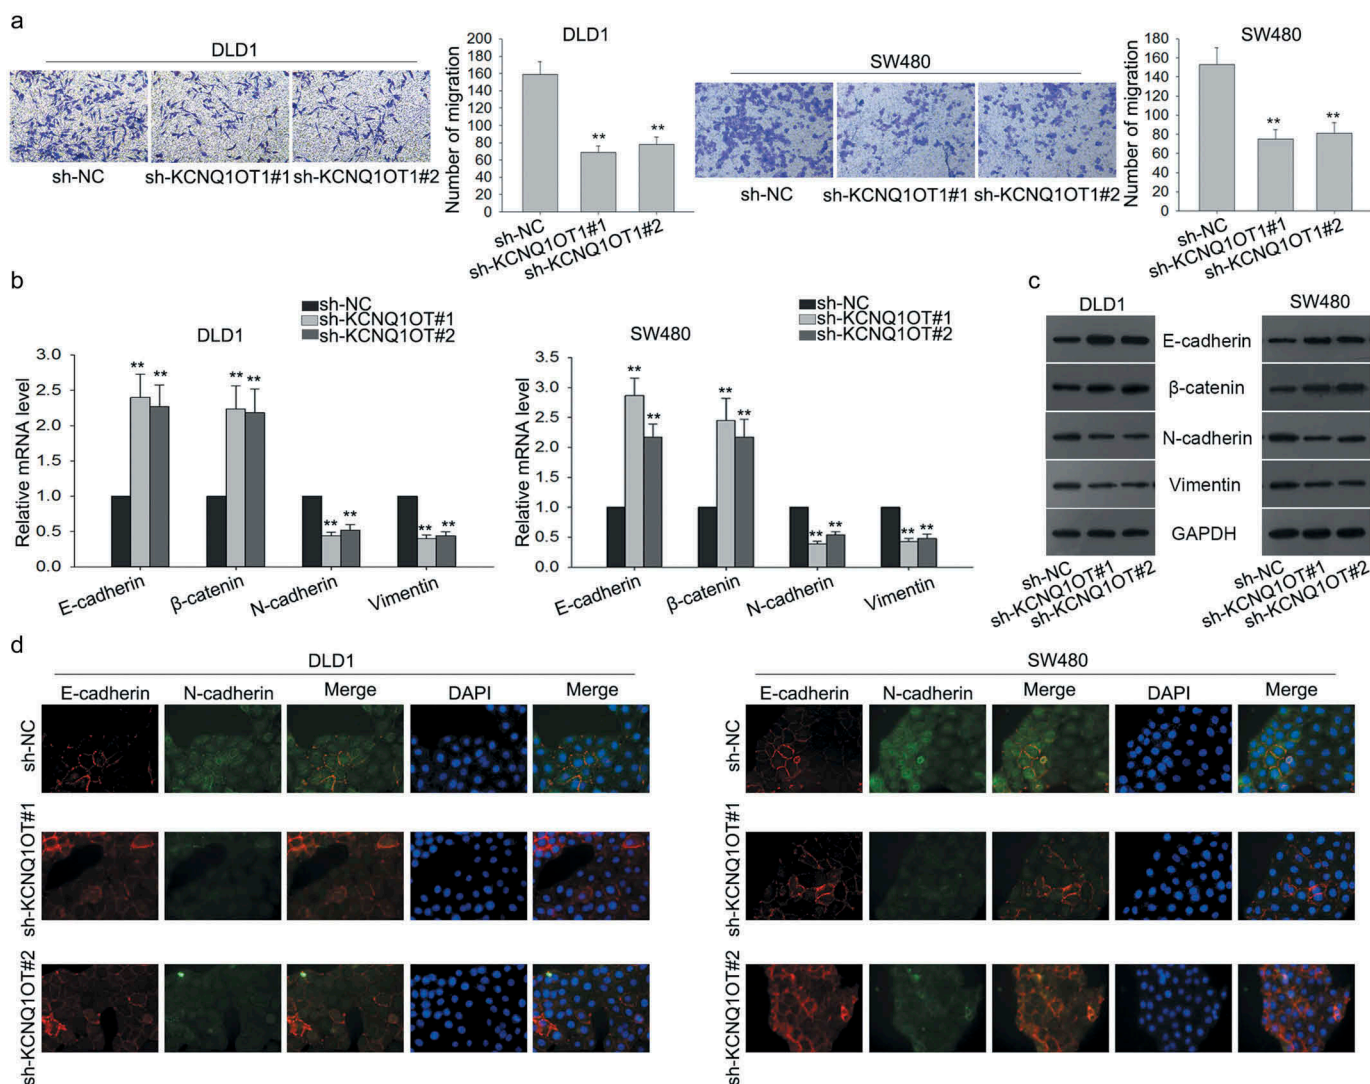 a
DLD1
sh-NC
sh-KCNQ1OT1#1
sh-KCNQ1OT1#2
DLD1
Number of migration
200
180
160
140
120
100
80
60
40
20
0
**
**
sh-NC
sh-KCNQ1OT1#1
sh-KCNQ1OT1#2
SW480
sh-NC
sh-KCNQ1OT1#1
sh-KCNQ1OT1#2
SW480
Number of migration
180
160
140
120
100
80
60
40
20
0
**
**
sh-NC
sh-KCNQ1OT1#1
sh-KCNQ1OT1#2
b
sh-NC
sh-KCNQ1OT#1
sh-KCNQ1OT#2
DLD1
Relative mRNA level
3.0
2.5
2.0
1.5
1.0
0.5
0.0
** **
** **
** **
** **
E-cadherin
β-catenin
N-cadherin
Vimentin
sh-NC
sh-KCNQ1OT#1
sh-KCNQ1OT#2
SW480
Relative mRNA level
3.5
3.0
2.5
2.0
1.5
1.0
0.5
0.0
** **
** **
** **
** **
E-cadherin
β-catenin
N-cadherin
Vimentin
c
DLD1
SW480
E-cadherin
β-catenin
N-cadherin
Vimentin
GAPDH
sh-NC
sh-KCNQ1OT#1
sh-KCNQ1OT#2
sh-NC
sh-KCNQ1OT#1
sh-KCNQ1OT#2
d
DLD1
E-cadherin N-cadherin Merge DAPI Merge
sh-NC
sh-KCNQ1OT#1
sh-KCNQ1OT#2
SW480
E-cadherin N-cadherin Merge DAPI Merge
sh-NC
sh-KCNQ1OT#1
sh-KCNQ1OT#2